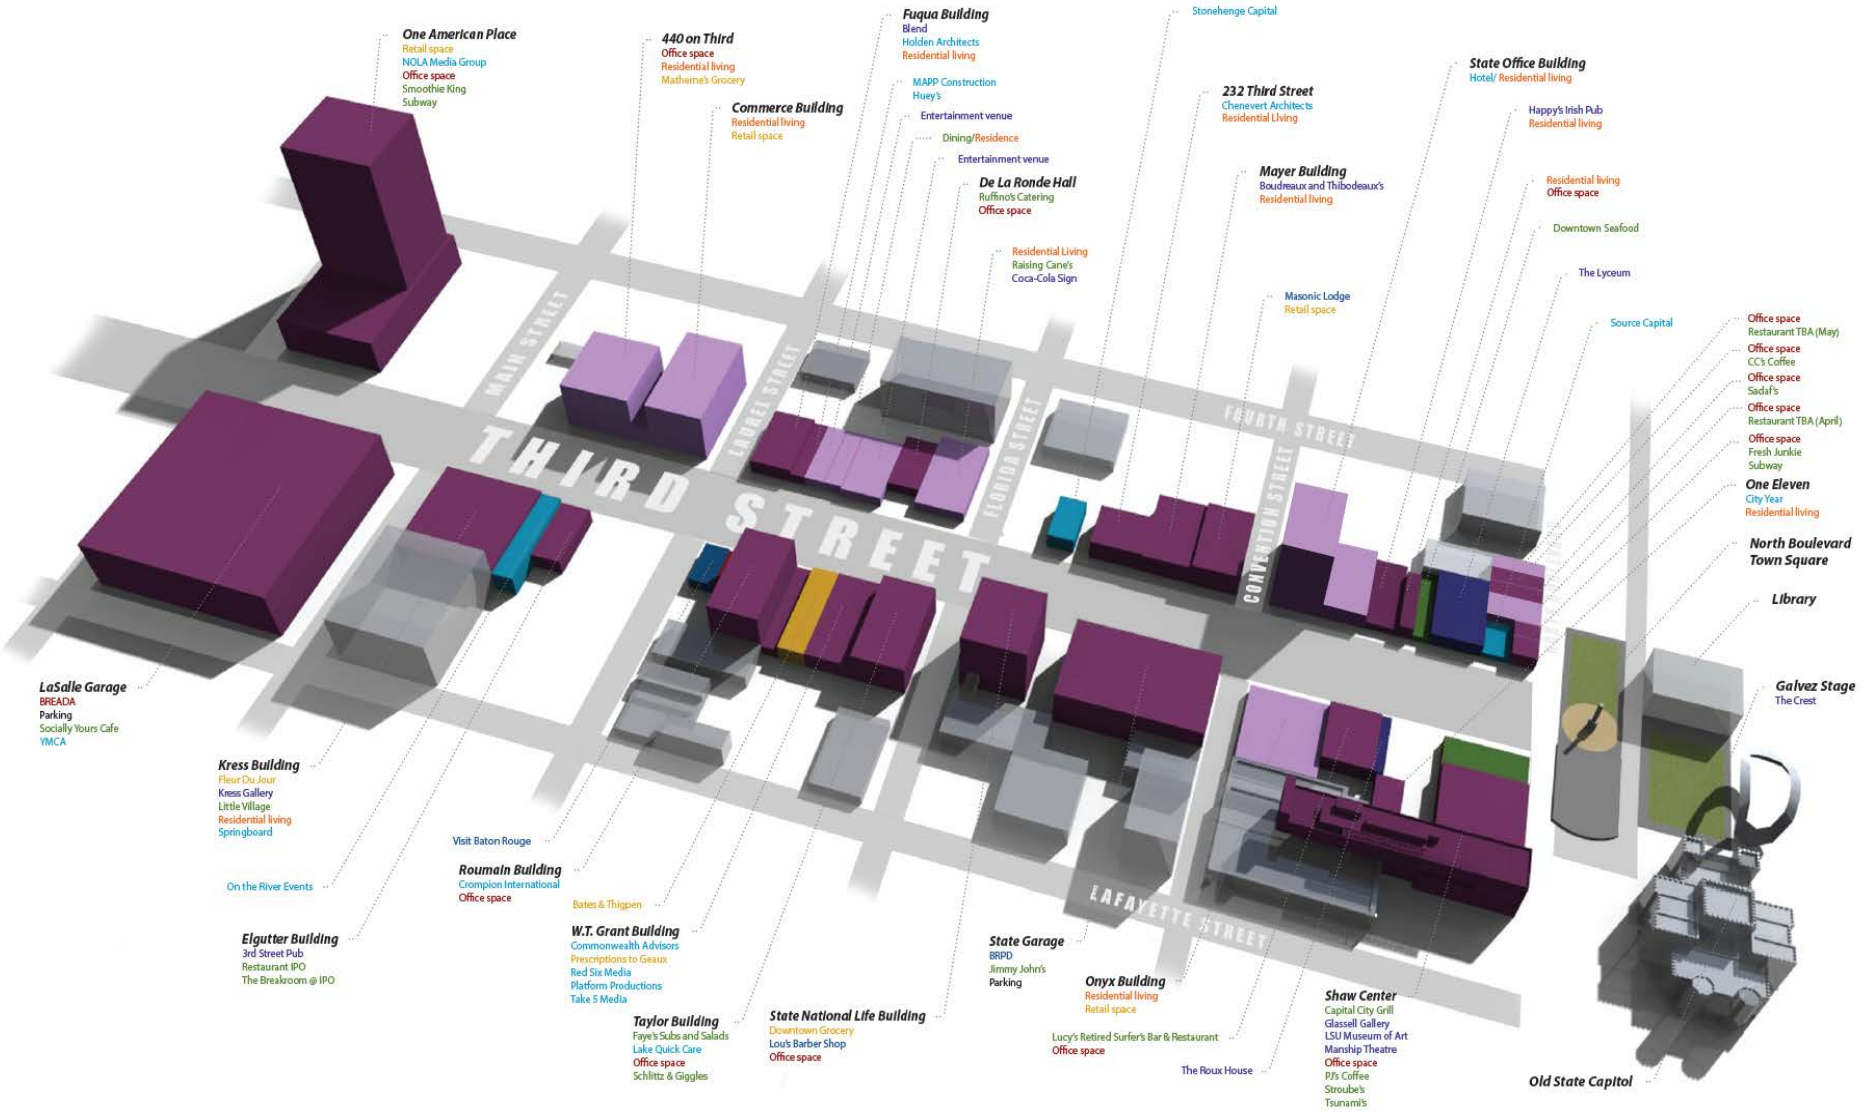 One American Place
Retail space
NOLA Media Group
Office space
Smoothie King
Subway
440 on Third
Office space
Residential living
Matherne's Grocery
Commerce Building
Residential living
Retail space
Fuqua Building
Blend
Holden Architects
Residential living
MAPP Construction
Huey's
Entertainment venue
Dining/Residence
Entertainment venue
De La Ronde Hall
Ruffino's Catering
Office space
Residential Living
Raising Cane's
Coca-Cola Sign
Stonehenge Capital
232 Third Street
Chenevert Architects
Residential Living
Mayer Building
Boudreaux and Thibodeaux's
Residential living
Masonic Lodge
Retail space
State Office Building
Hotel/ Residential living
Happy's Irish Pub
Residential living
Residential living
Office space
Downtown Seafood
The Lyceum
Source Capital
Office space
Restaurant TBA (May)
Office space
CC's Coffee
Office space
Sadaf's
Office space
Restaurant TBA (April)
Office space
Fresh Junkie
Subway
One Eleven
City Year
Residential living
North Boulevard
Town Square
Library
Galvez Stage
The Crest
MAIN STREET
LAUREL STREET
FLORIDA STREET
FOURTH STREET
CONVENTION STREET
THIRD STREET
LAFAYETTE STREET
LaSalle Garage
BREADA
Parking
Socially Yours Cafe
YMCA
Kress Building
Fleur Du Jour
Kress Gallery
Little Village
Residential living
Springboard
On the River Events
Elgutter Building
3rd Street Pub
Restaurant IPO
The Breakroom @ IPO
Visit Baton Rouge
Roumain Building
Crompion International
Office space
Bates & Thigpen
W.T. Grant Building
Commonwealth Advisors
Prescriptions to Geaux
Red Six Media
Platform Productions
Take 5 Media
Taylor Building
Faye's Subs and Salads
Lake Quick Care
Office space
Schlittz & Giggles
State National Life Building
Downtown Grocery
Lou's Barber Shop
Office space
State Garage
BRPD
Jimmy John's
Parking
Onyx Building
Residential living
Retail space
Lucy's Retired Surfer's Bar & Restaurant
Office space
The Roux House
Shaw Center
Capital City Grill
Glassell Gallery
LSU Museum of Art
Manship Theatre
Office space
PJ's Coffee
Stroube's
Tsunami's
Old State Capitol